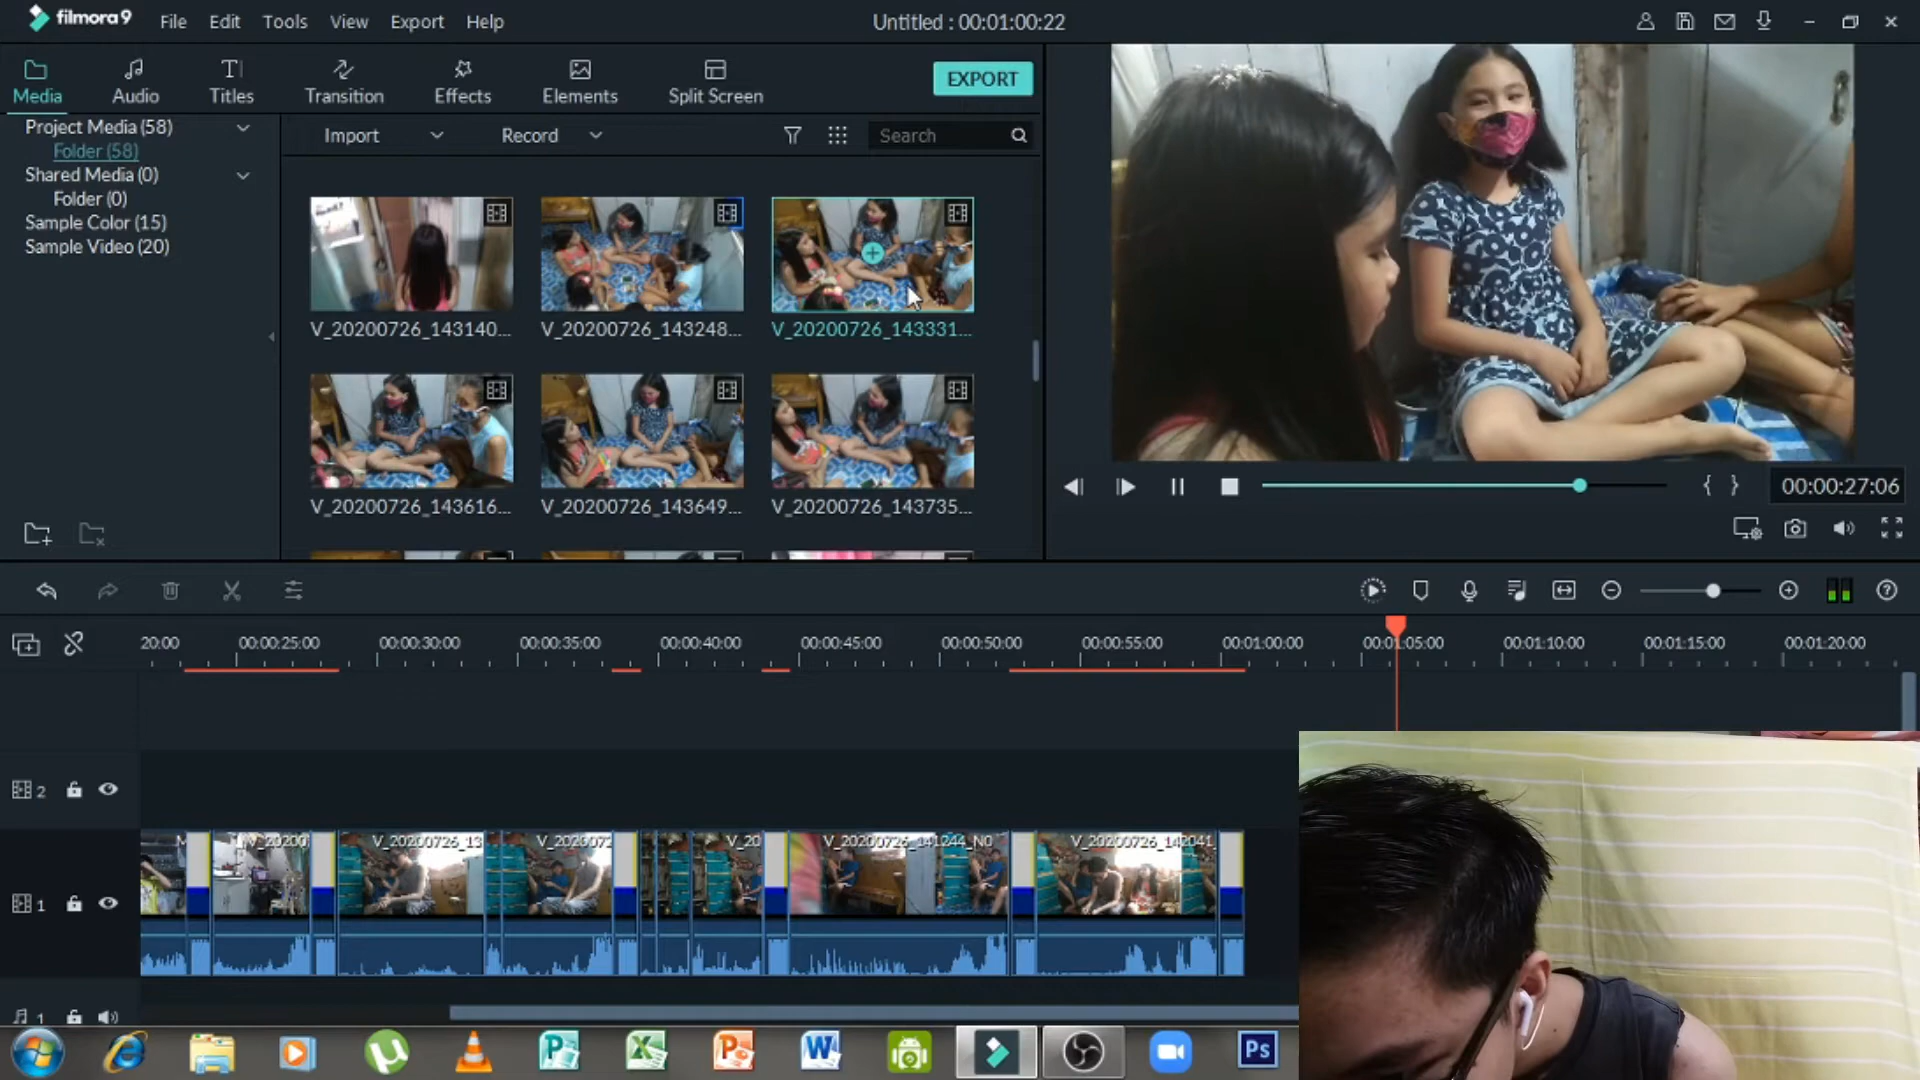 filmora9 File Edit Tools View Export Help Untitled : 00:01:00:22
Media Audio Titles Transition Effects Elements Split Screen EXPORT
Project Media (58)
Folder (58)
Shared Media (0)
Folder (0)
Sample Color (15)
Sample Video (20)
Import Record Search
V_20200726_143140... V_20200726_143248... V_20200726_143331...
V_20200726_143616... V_20200726_143649... V_20200726_143735...
00:00:27:06
20:00 00:00:25:00 00:00:30:00 00:00:35:00 00:00:40:00 00:00:45:00 00:00:50:00 00:00:55:00 00:01:00:00 00:01:05:00 00:01:10:00 00:01:15:00 00:01:20:00
2
V_20200 V_20200726_13 V_202007 V_20 V_20200726_141244_N0 V_20200726_142041
1
1
P X P W Ps